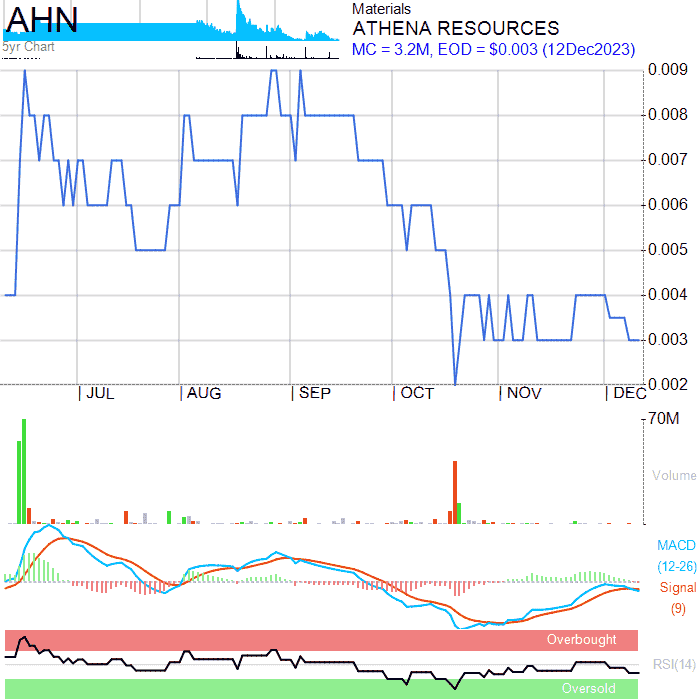 AHN
5yr Chart
Materials
ATHENA RESOURCES
MC = 3.2M, EOD = $0.003 (12Dec2023)
0.009
0.008
0.007
0.006
0.005
0.004
0.003
0.002
JUL AUG SEP OCT NOV DEC
70M
Volume
MACD
(12-26)
Signal
(9)
Overbought
RSI(14)
Oversold